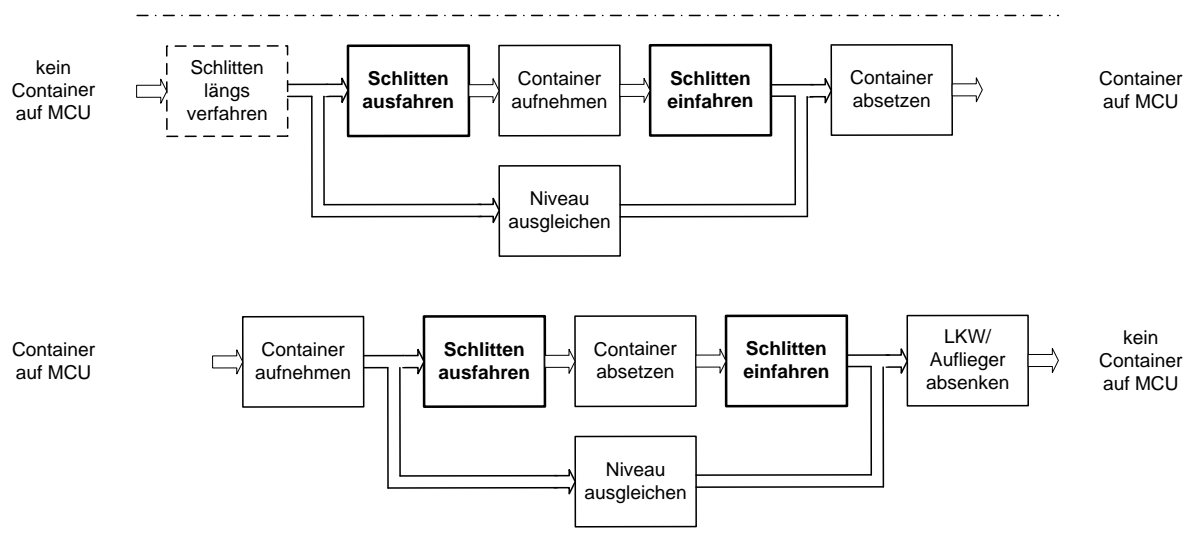 kein
Container
auf MCU
Schlitten
längs
verfahren
Schlitten
ausfahren
Container
aufnehmen
Schlitten
einfahren
Container
absetzen
Container
auf MCU
Niveau
ausgleichen
Container
auf MCU
Container
aufnehmen
Schlitten
ausfahren
Container
absetzen
Schlitten
einfahren
LKW/
Auflieger
absenken
kein
Container
auf MCU
Niveau
ausgleichen